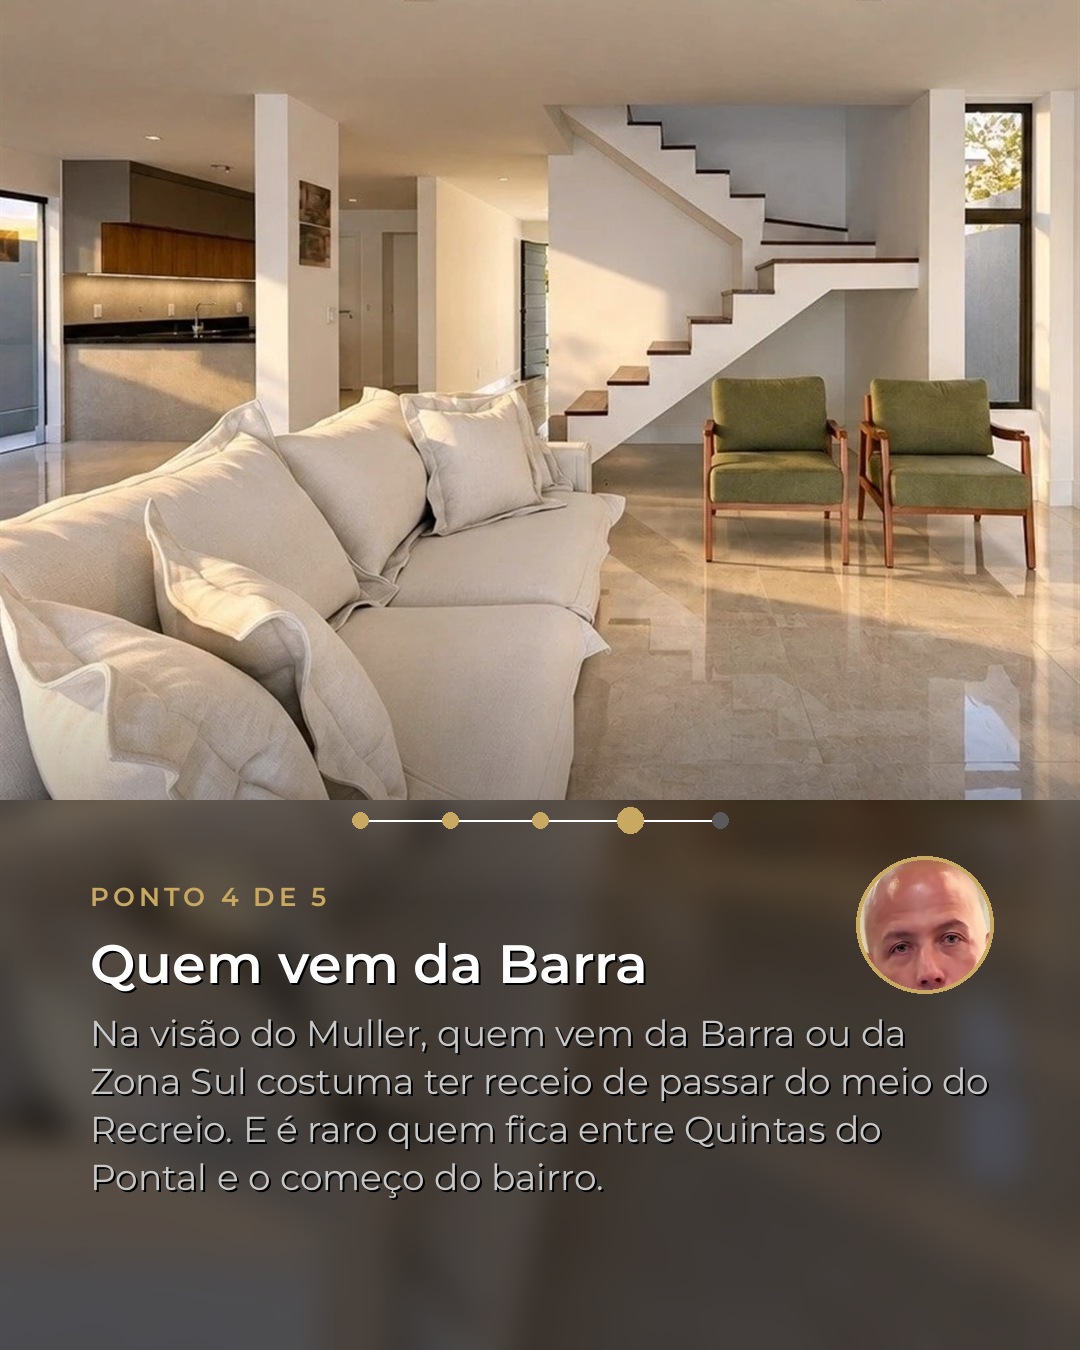 PONTO 4 DE 5
Quem vem da Barra
Na visão do Muller, quem vem da Barra ou da
Zona Sul costuma ter receio de passar do meio do
Recreio. E é raro quem fica entre Quintas do
Pontal e o começo do bairro.